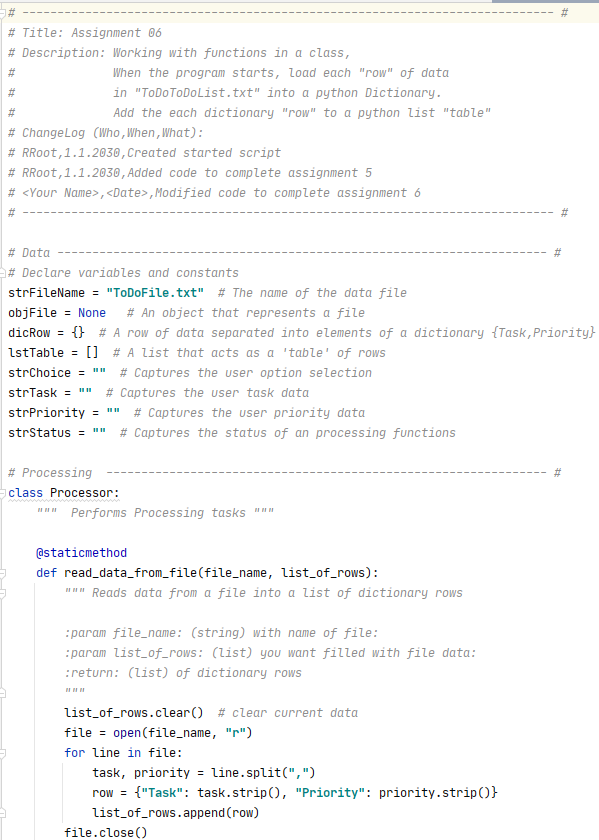 # ---------------------------------------------------------------------------- #
# Title: Assignment 06
# Description: Working with functions in a class,
#              When the program starts, load each "row" of data
#              in "ToDoToDoList.txt" into a python Dictionary.
#              Add the each dictionary "row" to a python list "table"
# ChangeLog (Who,When,What):
# RRoot,1.1.2030,Created started script
# RRoot,1.1.2030,Added code to complete assignment 5
# <Your Name>,<Date>,Modified code to complete assignment 6
# ---------------------------------------------------------------------------- #

# Data ---------------------------------------------------------------------- #
# Declare variables and constants
strFileName = "ToDoFile.txt"  # The name of the data file
objFile = None   # An object that represents a file
dicRow = {}  # A row of data separated into elements of a dictionary {Task,Priority}
lstTable = []  # A list that acts as a 'table' of rows
strChoice = ""  # Captures the user option selection
strTask = ""  # Captures the user task data
strPriority = ""  # Captures the user priority data
strStatus = ""  # Captures the status of an processing functions

# Processing  --------------------------------------------------------------- #
class Processor:
    """  Performs Processing tasks """

    @staticmethod
    def read_data_from_file(file_name, list_of_rows):
        """ Reads data from a file into a list of dictionary rows

        :param file_name: (string) with name of file:
        :param list_of_rows: (list) you want filled with file data:
        :return: (list) of dictionary rows
        """
        list_of_rows.clear()  # clear current data
        file = open(file_name, "r")
        for line in file:
            task, priority = line.split(",")
            row = {"Task": task.strip(), "Priority": priority.strip()}
            list_of_rows.append(row)
        file.close()